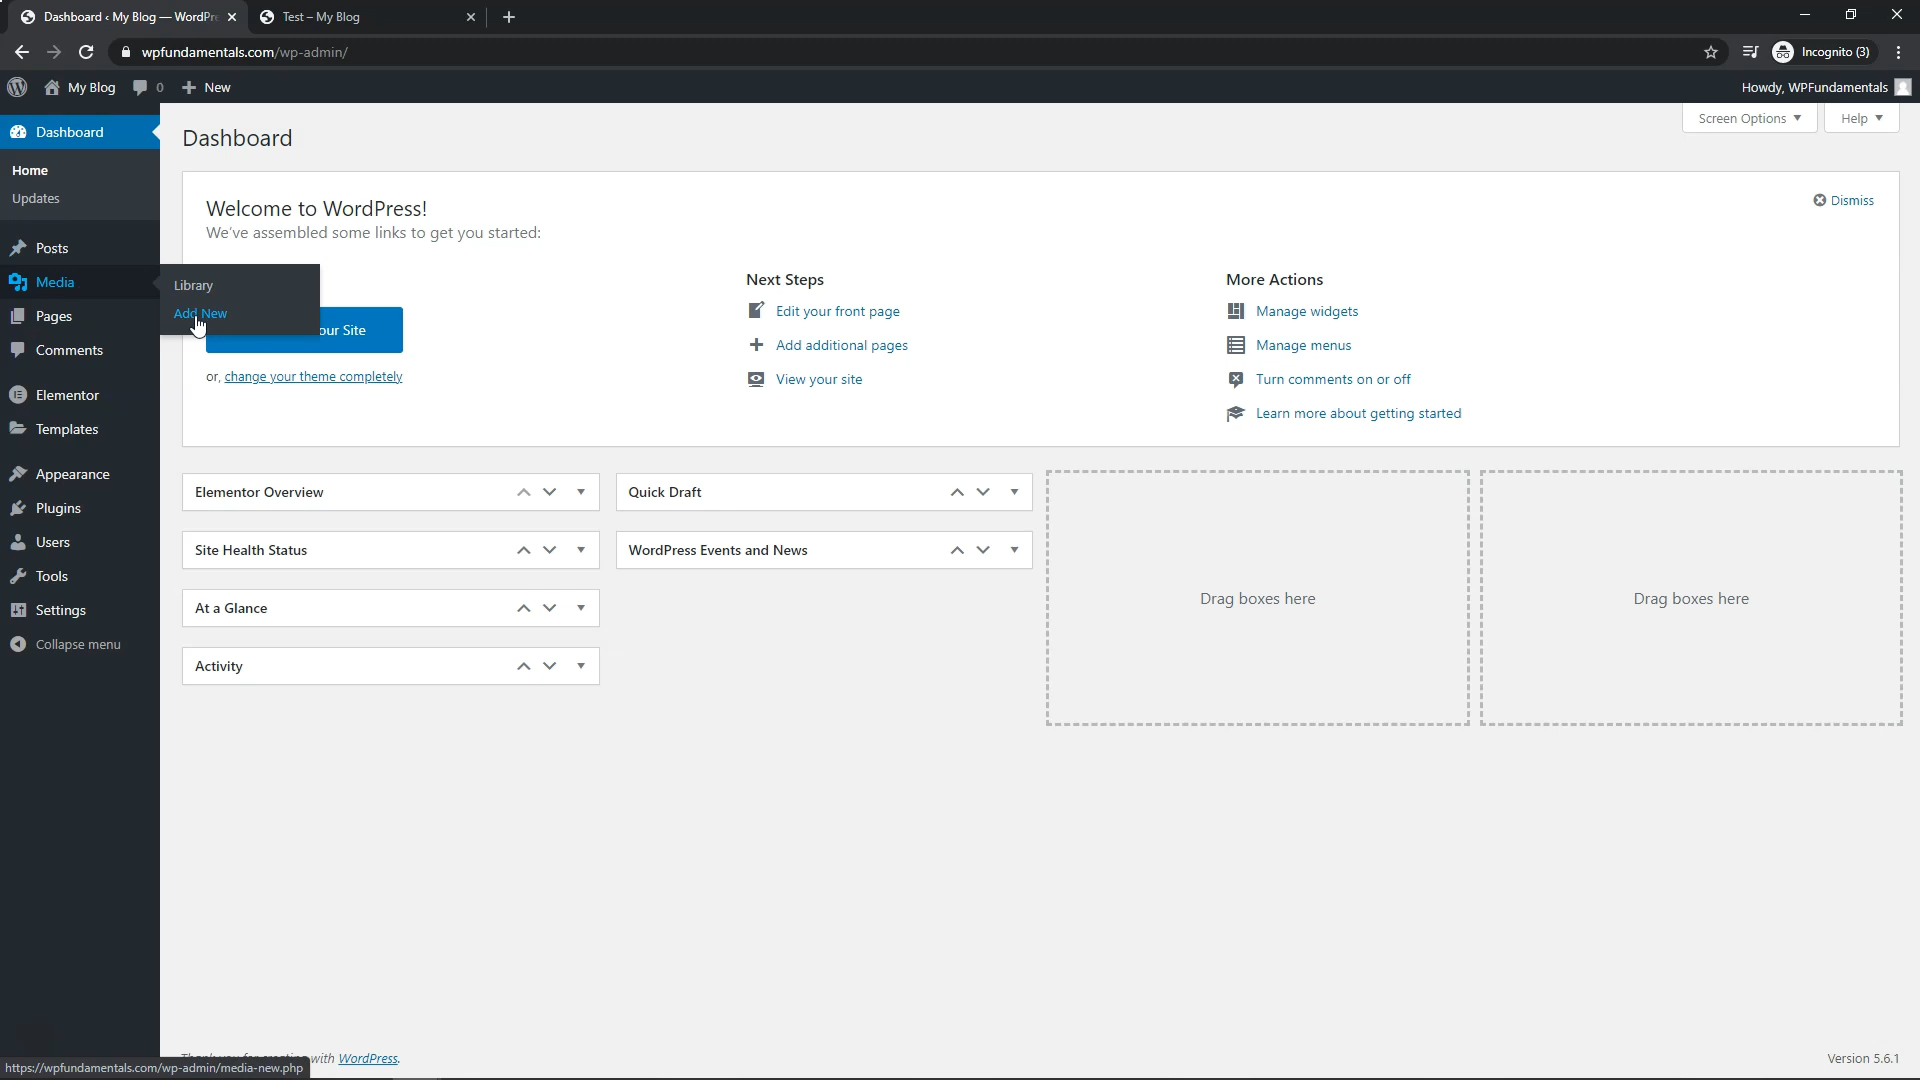 Dashboard ‹ My Blog — WordPre
Test – My Blog
wpfundamentals.com/wp-admin/
Incognito (3)
My Blog
0
New
Howdy, WPFundamentals
Dashboard
Home
Updates
Posts
Media
Library
Add New
Pages
Comments
Elementor
Templates
Appearance
Plugins
Users
Tools
Settings
Collapse menu
Dashboard
Screen Options
Help
Welcome to WordPress!
We've assembled some links to get you started:
Dismiss
our Site
or, change your theme completely
Next Steps
Edit your front page
Add additional pages
View your site
More Actions
Manage widgets
Manage menus
Turn comments on or off
Learn more about getting started
Elementor Overview
Site Health Status
At a Glance
Activity
Quick Draft
WordPress Events and News
Drag boxes here
Drag boxes here
with WordPress.
Version 5.6.1
https://wpfundamentals.com/wp-admin/media-new.php